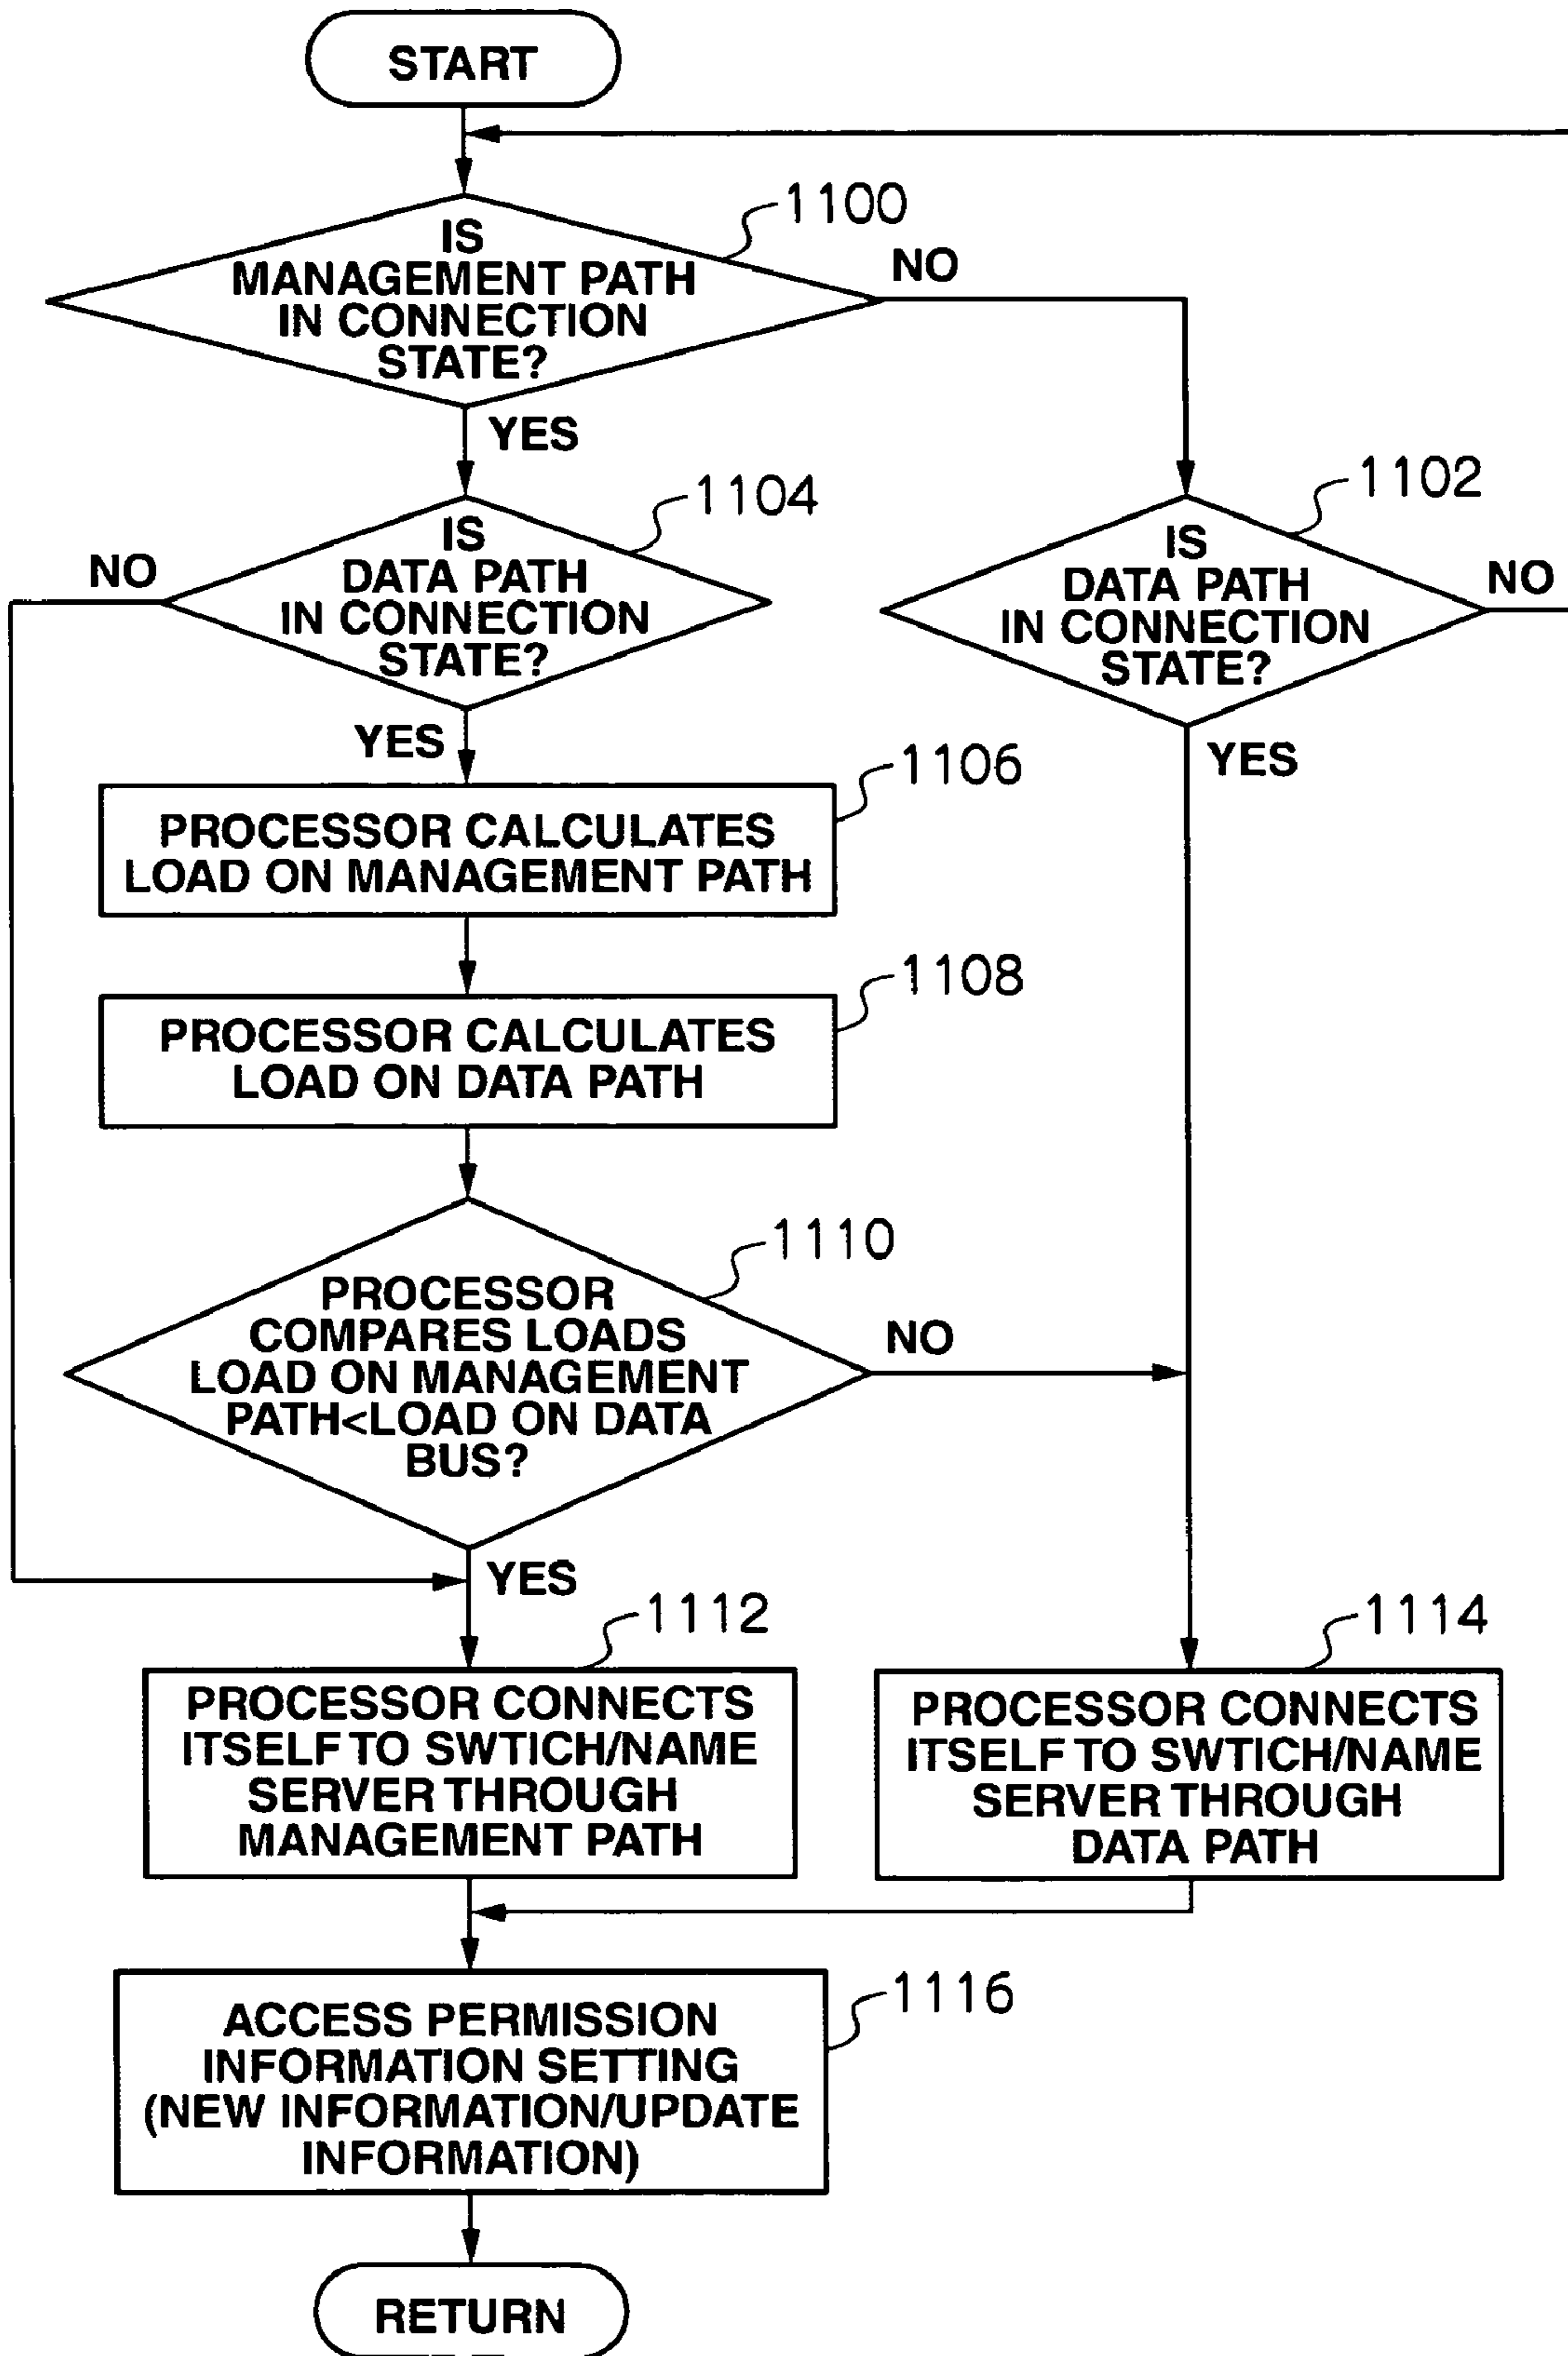 START
1100
IS
MANAGEMENT PATH
IN CONNECTION
STATE?
NO
YES
1104
IS
DATA PATH
IN CONNECTION
STATE?
NO
YES
1102
IS
DATA PATH
IN CONNECTION
STATE?
NO
YES
1106
PROCESSOR CALCULATES
LOAD ON MANAGEMENT PATH
1108
PROCESSOR CALCULATES
LOAD ON DATA PATH
1110
PROCESSOR
COMPARES LOADS
LOAD ON MANAGEMENT
PATH<LOAD ON DATA
BUS?
NO
YES
1112
PROCESSOR CONNECTS
ITSELF TO SWTICH/NAME
SERVER THROUGH
MANAGEMENT PATH
1114
PROCESSOR CONNECTS
ITSELF TO SWTICH/NAME
SERVER THROUGH
DATA PATH
1116
ACCESS PERMISSION
INFORMATION SETTING
(NEW INFORMATION/UPDATE
INFORMATION)
RETURN